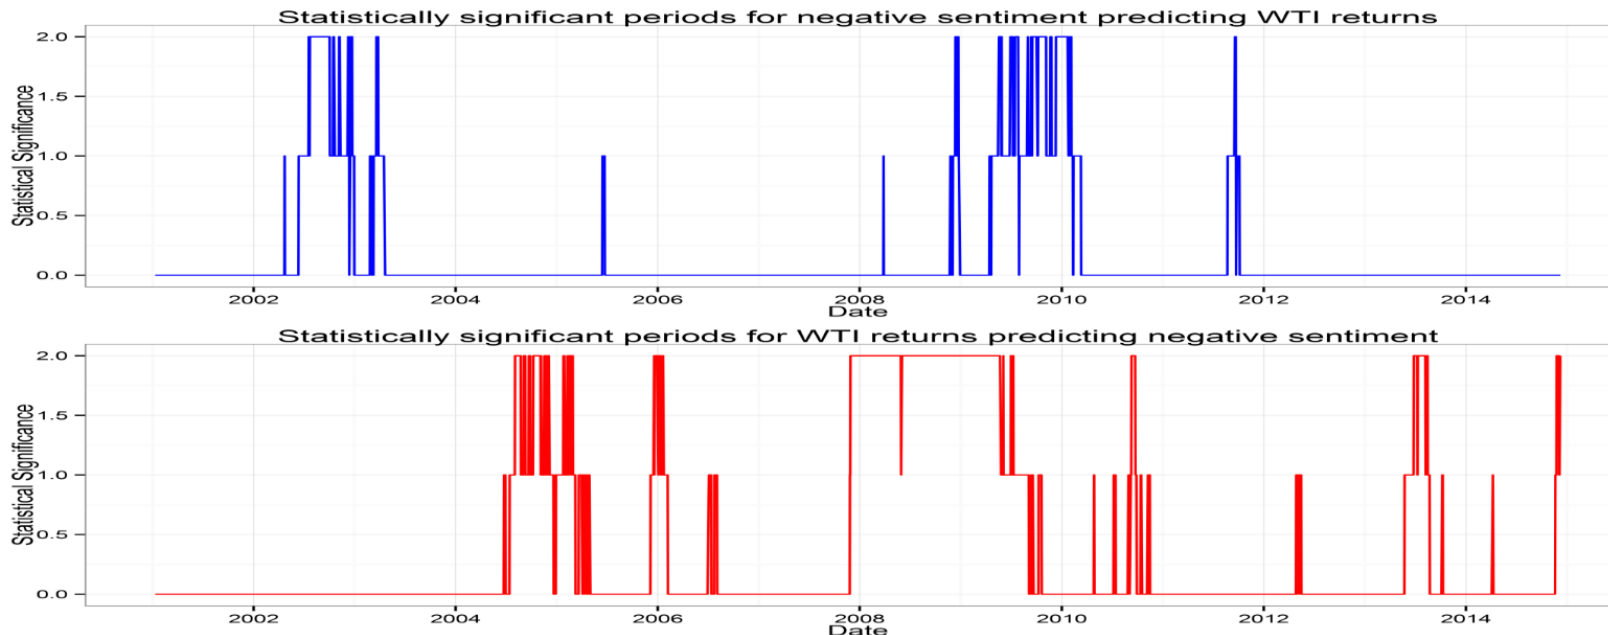 Statistically significant periods for negative sentiment predicting WTI returns
Statistical Significance
2.0
1.5
1.0
0.5
0.0
2002 2004 2006 2008 2010 2012 2014
Date
Statistically significant periods for WTI returns predicting negative sentiment
Statistical Significance
2.0
1.5
1.0
0.5
0.0
2002 2004 2006 2008 2010 2012 2014
Date